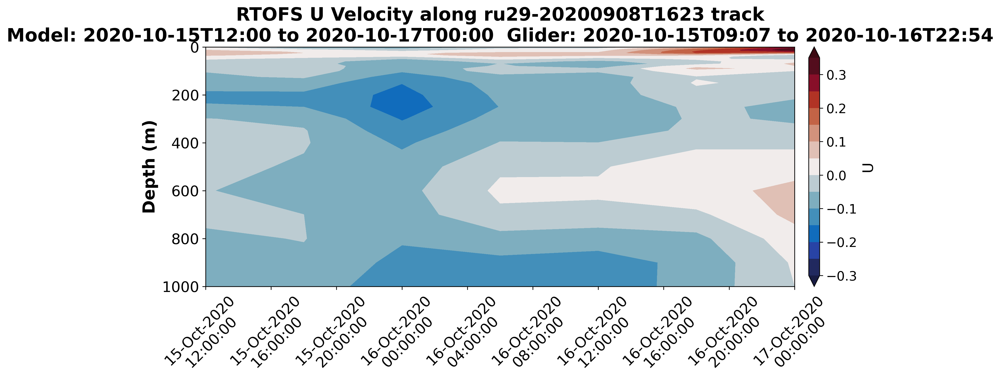 RTOFS U Velocity along ru29-20200908T1623 track
Model: 2020-10-15T12:00 to 2020-10-17T00:00  Glider: 2020-10-15T09:07 to 2020-10-16T22:54
Depth (m)
0
200
400
600
800
1000
15-Oct-2020
12:00:00
15-Oct-2020
16:00:00
15-Oct-2020
20:00:00
16-Oct-2020
00:00:00
16-Oct-2020
04:00:00
16-Oct-2020
08:00:00
16-Oct-2020
12:00:00
16-Oct-2020
16:00:00
16-Oct-2020
20:00:00
17-Oct-2020
00:00:00
0.3
0.2
0.1
0.0
−0.1
−0.2
−0.3
U